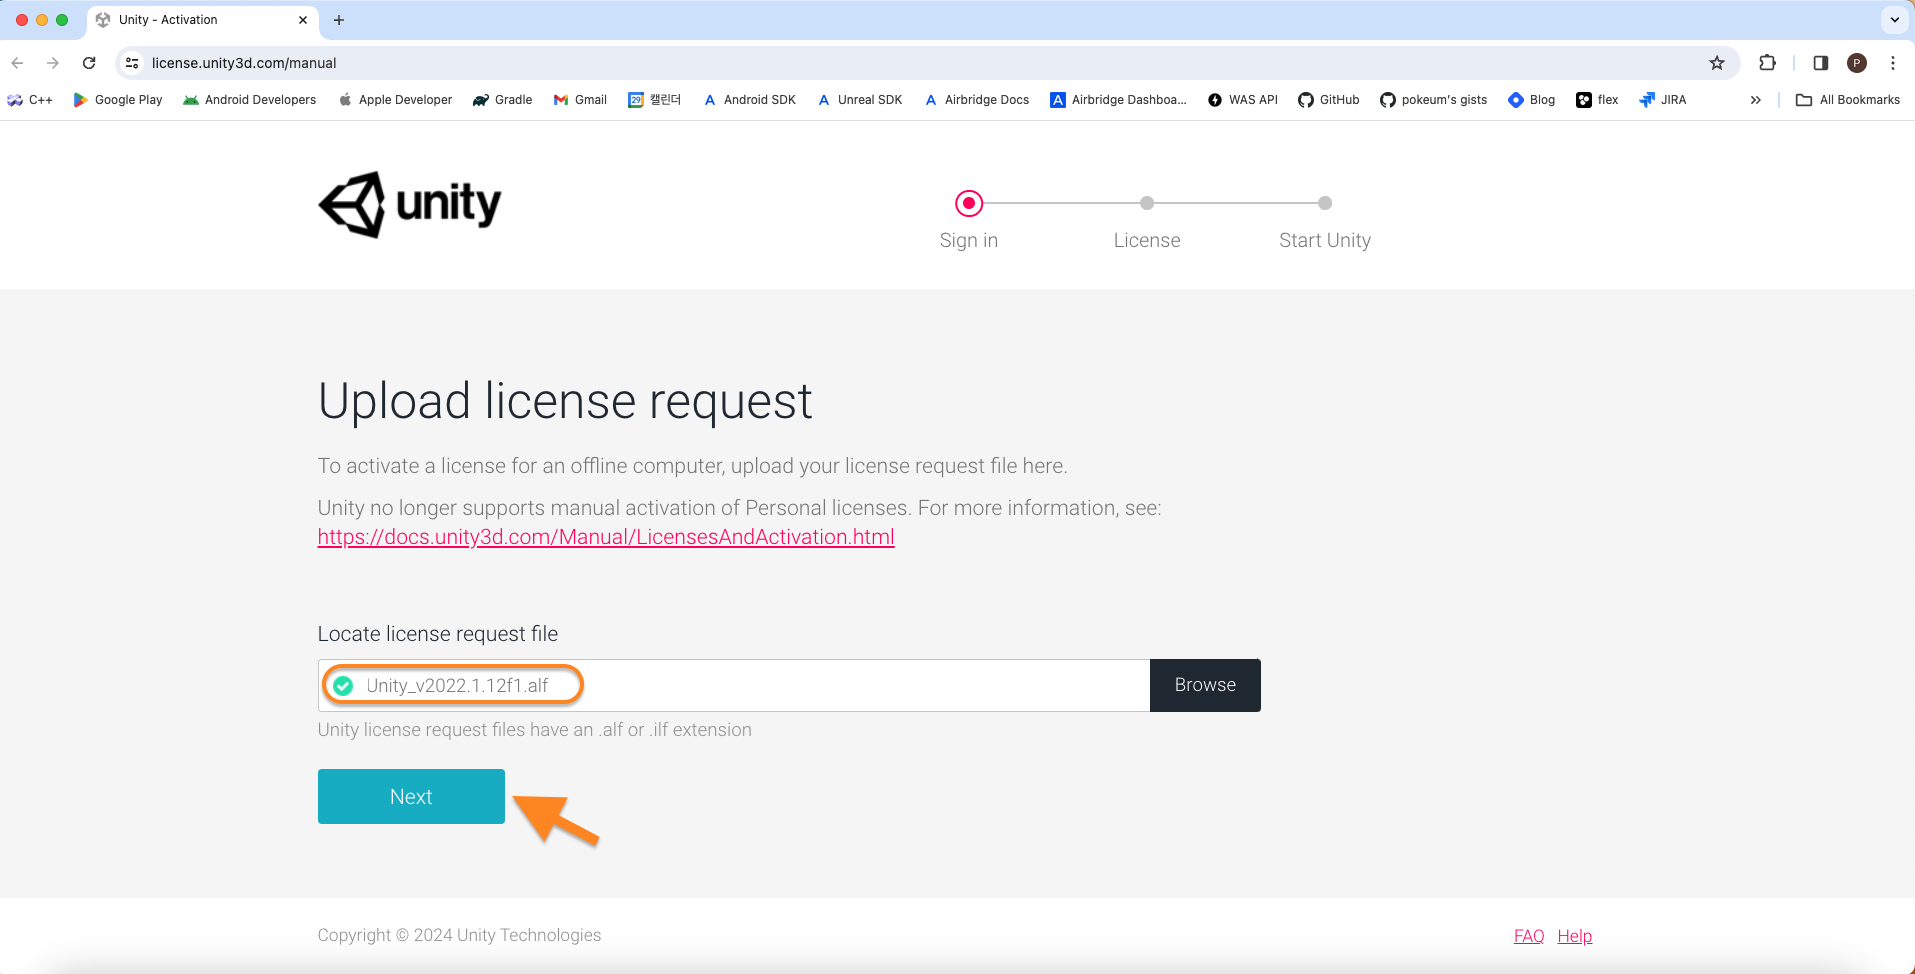 Unity - Activation
license.unity3d.com/manual
P
C++ Google Play Android Developers Apple Developer Gradle Gmail 29 캘린더 Android SDK Unreal SDK Airbridge Docs Airbridge Dashboa... WAS API GitHub pokeum's gists Blog flex JIRA » All Bookmarks
unity
Sign in License Start Unity
Upload license request
To activate a license for an offline computer, upload your license request file here.
Unity no longer supports manual activation of Personal licenses. For more information, see:
https://docs.unity3d.com/Manual/LicensesAndActivation.html
Locate license request file
Unity_v2022.1.12f1.alf Browse
Unity license request files have an .alf or .ilf extension
Next
Copyright © 2024 Unity Technologies FAQ Help